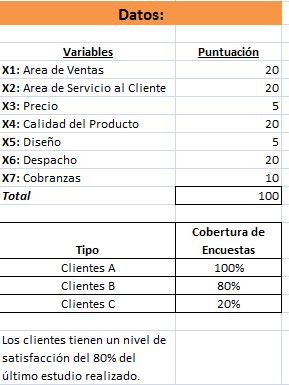 Datos:
Variables Puntuación
X1: Area de Ventas 20
X2: Area de Servicio al Cliente 20
X3: Precio 5
X4: Calidad del Producto 20
X5: Diseño 5
X6: Despacho 20
X7: Cobranzas 10
Total 100
Tipo Cobertura de
Encuestas
Clientes A 100%
Clientes B 80%
Clientes C 20%
Los clientes tienen un nivel de
satisfacción del 80% del
último estudio realizado.